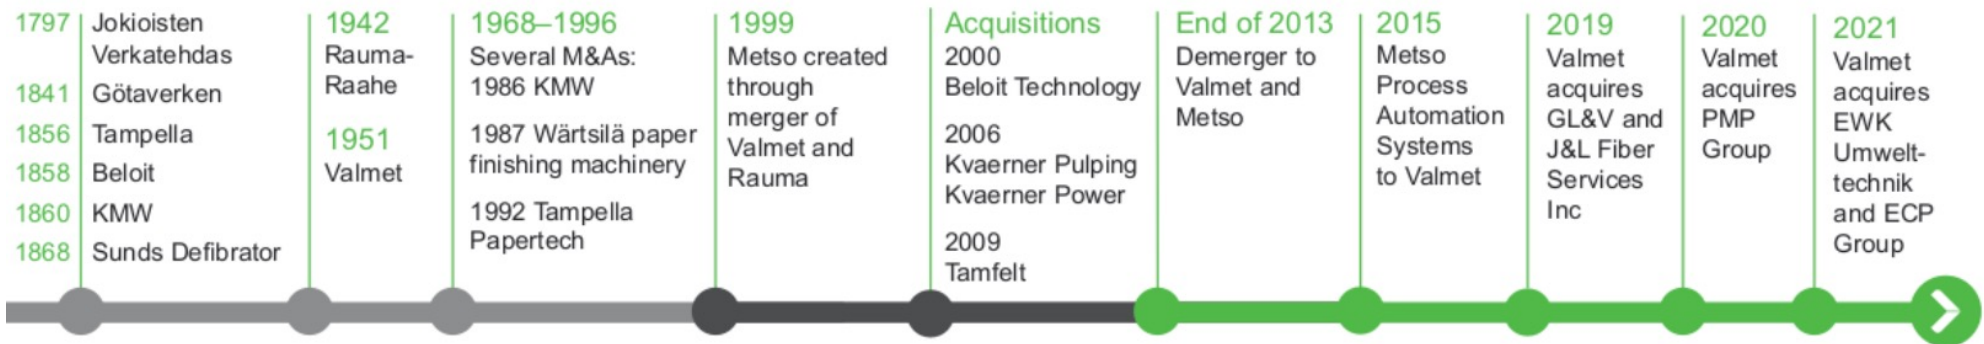 1797 Jokioisten
Verkatehdas
1841 Götaverken
1856 Tampella
1858 Beloit
1860 KMW
1868 Sunds Defibrator
1942
Rauma-
Raahe
1951
Valmet
1968–1996
Several M&As:
1986 KMW
1987 Wärtsilä paper
finishing machinery
1992 Tampella
Papertech
1999
Metso created
through
merger of
Valmet and
Rauma
Acquisitions
2000
Beloit Technology
2006
Kvaerner Pulping
Kvaerner Power
2009
Tamfelt
End of 2013
Demerger to
Valmet and
Metso
2015
Metso
Process
Automation
Systems
to Valmet
2019
Valmet
acquires
GL&V and
J&L Fiber
Services
Inc
2020
Valmet
acquires
PMP
Group
2021
Valmet
acquires
EWK
Umwelt-
technik
and ECP
Group